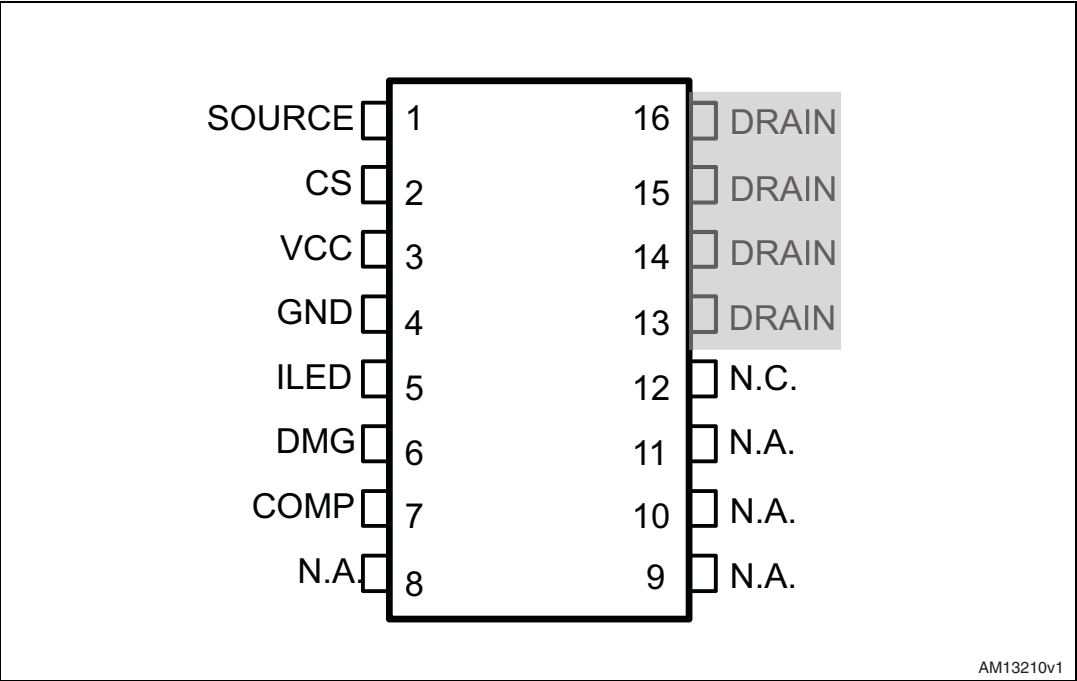 SOURCE 1 16 DRAIN
CS 2 15 DRAIN
VCC 3 14 DRAIN
GND 4 13 DRAIN
ILED 5 12 N.C.
DMG 6 11 N.A.
COMP 7 10 N.A.
N.A. 8 9 N.A.
AM13210v1